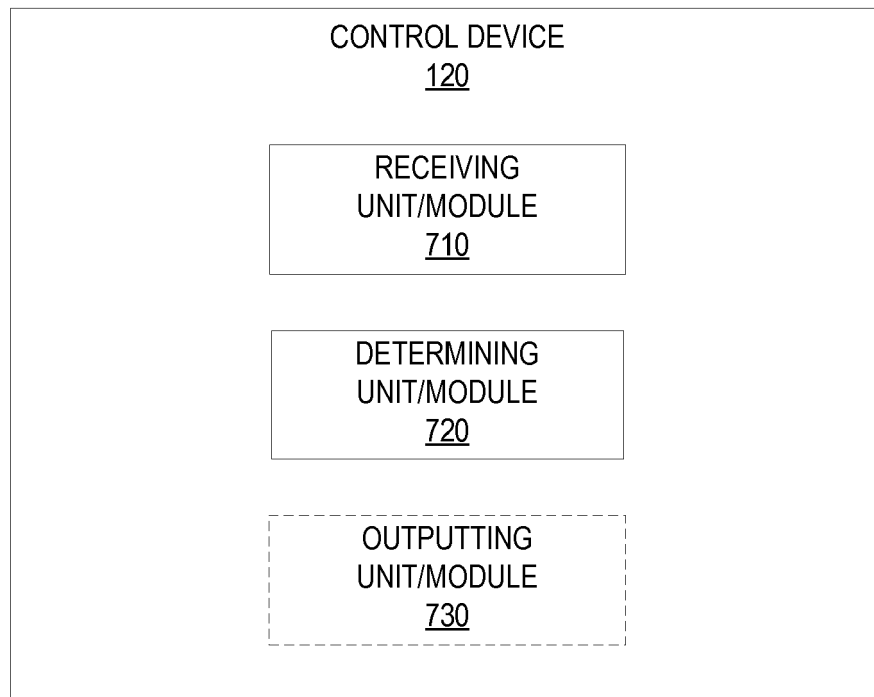 CONTROL DEVICE
120
RECEIVING
UNIT/MODULE
710
DETERMINING
UNIT/MODULE
720
OUTPUTTING
UNIT/MODULE
730